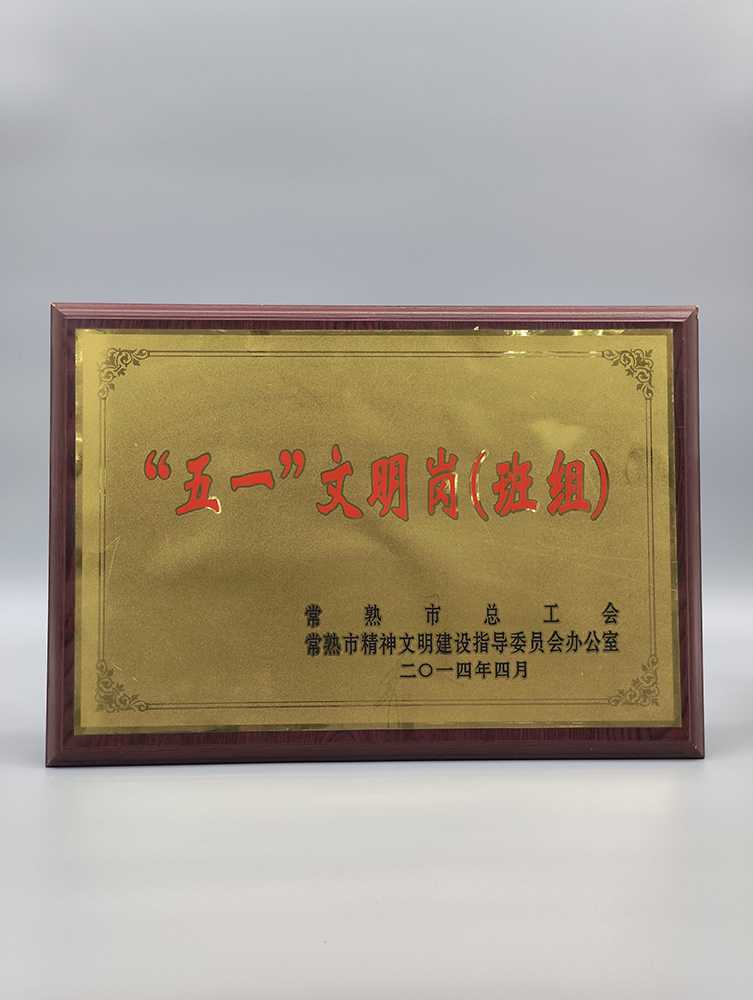 “五一”文明岗(班组)
常熟市总工会
常熟市精神文明建设指导委员会办公室
二〇一四年四月